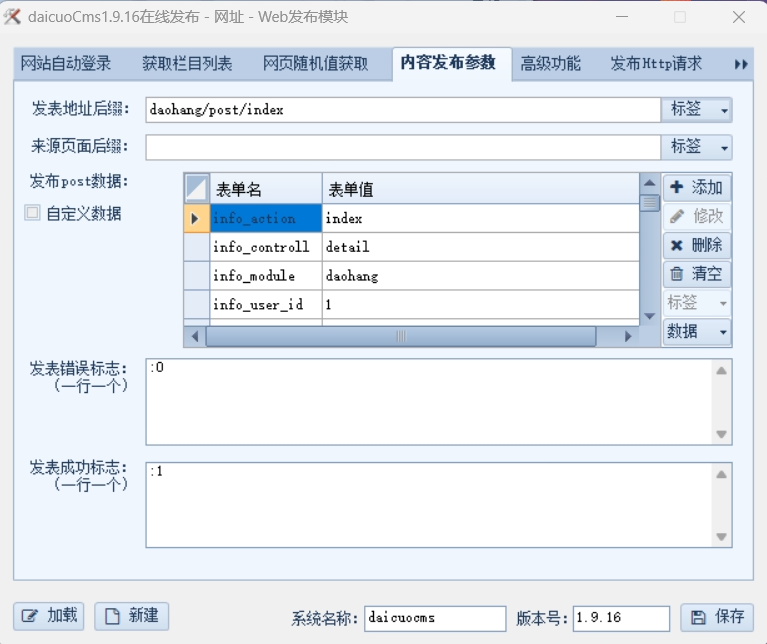 daicuoCms1.9.16在线发布 - 网址 - Web发布模块
网站自动登录 获取栏目列表 网页随机值获取 内容发布参数 高级功能 发布Http请求
发表地址后缀: daohang/post/index 标签
来源页面后缀: 标签
发布post数据:
自定义数据
表单名 表单值
info_action index
info_controll detail
info_module daohang
info_user_id 1
添加
修改
删除
清空
标签
数据
发表错误标志: :0
(一行一个)
发表成功标志: :1
(一行一个)
加载 新建 系统名称: daicuocms 版本号: 1.9.16 保存